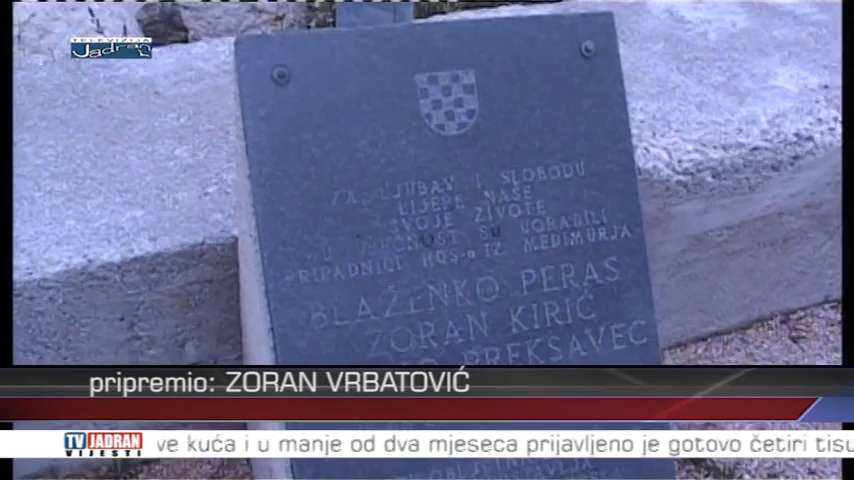 TELEVIZIJA
Jadran
ZA LJUBAV I SLOBODU
LIJEPE NAŠE
SVOJE ŽIVOTE
U VJEČNOST SU UGRADILI
PRIPADNICI HOS-a IZ MEĐIMURJA
BLAŽENKO PERAS
ZORAN KIRIĆ
PREKSAVEC
pripremio: ZORAN VRBATOVIĆ
TV JADRAN
VIJESTI
ve kuća i u manje od dva mjeseca prijavljeno je gotovo četiri tisu